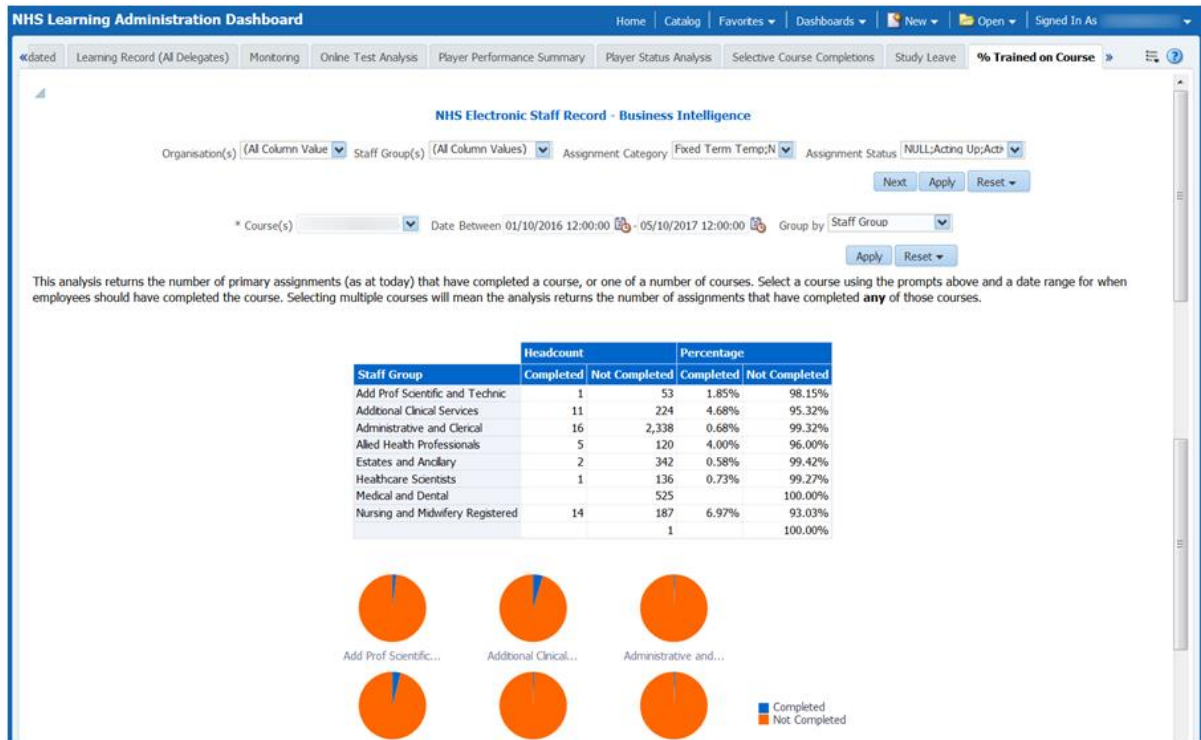 NHS Learning Administration Dashboard Home Catalog Favorites Dashboards New Open Signed In As
«dated Learning Record (All Delegates) Monitoring Online Test Analysis Player Performance Summary Player Status Analysis Selective Course Completions Study Leave % Trained on Course »
NHS Electronic Staff Record - Business Intelligence
Organisation(s) (All Column Value Staff Group(s) (All Column Values) Assignment Category Fixed Term Temp;N Assignment Status NULL;Acting Up;Acti
Next Apply Reset
* Course(s) Date Between 01/10/2016 12:00:00 - 05/10/2017 12:00:00 Group by Staff Group
Apply Reset
This analysis returns the number of primary assignments (as at today) that have completed a course, or one of a number of courses. Select a course using the prompts above and a date range for when
employees should have completed the course. Selecting multiple courses will mean the analysis returns the number of assignments that have completed any of those courses.
Headcount Percentage
Staff Group Completed Not Completed Completed Not Completed
Add Prof Scientific and Technic 1 53 1.85% 98.15%
Additional Clinical Services 11 224 4.68% 95.32%
Administrative and Clerical 16 2,338 0.68% 99.32%
Allied Health Professionals 5 120 4.00% 96.00%
Estates and Ancillary 2 342 0.58% 99.42%
Healthcare Scientists 1 136 0.73% 99.27%
Medical and Dental 525 100.00%
Nursing and Midwifery Registered 14 187 6.97% 93.03%
1 100.00%
Add Prof Scientific... Additional Clinical... Administrative and...
Completed
Not Completed